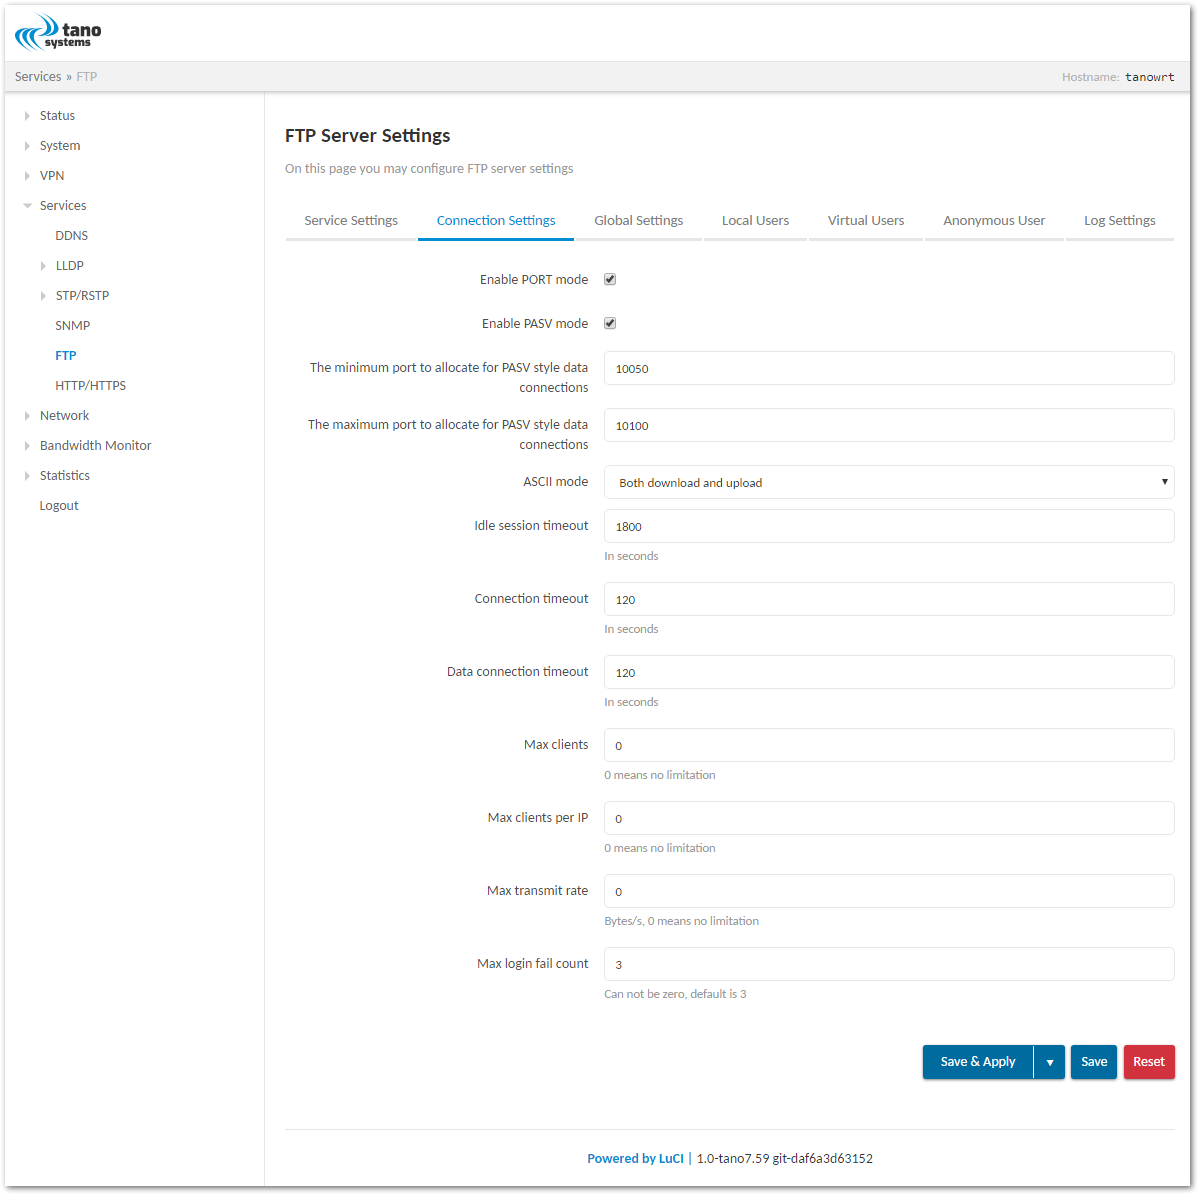 tano
systems
Services » FTP
Hostname: tanowrt
Status
System
VPN
Services
DDNS
LLDP
STP/RSTP
SNMP
FTP
HTTP/HTTPS
Network
Bandwidth Monitor
Statistics
Logout
FTP Server Settings
On this page you may configure FTP server settings
Service Settings Connection Settings Global Settings Local Users Virtual Users Anonymous User Log Settings
Enable PORT mode
Enable PASV mode
The minimum port to allocate for PASV style data
connections
10050
The maximum port to allocate for PASV style data
connections
10100
ASCII mode Both download and upload
Idle session timeout 1800
In seconds
Connection timeout 120
In seconds
Data connection timeout 120
In seconds
Max clients 0
0 means no limitation
Max clients per IP 0
0 means no limitation
Max transmit rate 0
Bytes/s, 0 means no limitation
Max login fail count 3
Can not be zero, default is 3
Save & Apply Save Reset
Powered by LuCI | 1.0-tano7.59 git-daf6a3d63152